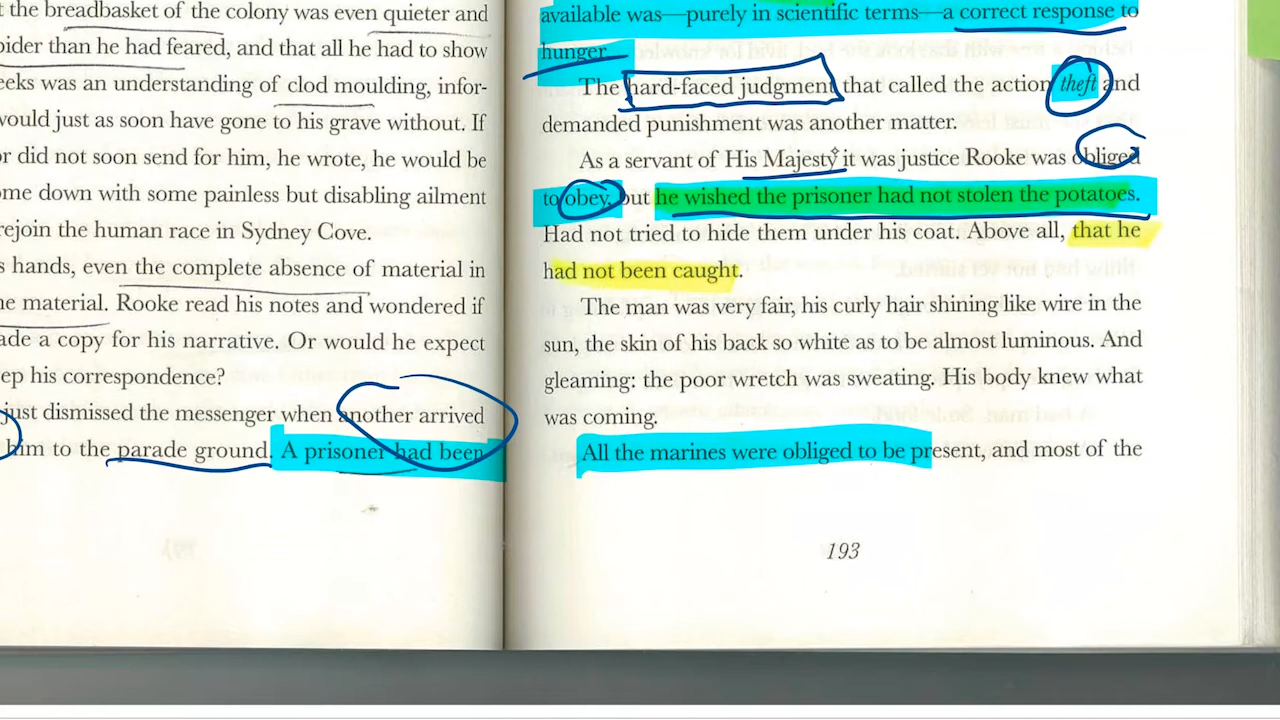 t the breadbasket of the colony was even quieter and
oider than he had feared, and that all he had to show
eeks was an understanding of clod moulding, infor-
would just as soon have gone to his grave without. If
or did not soon send for him, he wrote, he would be
ome down with some painless but disabling ailment
rejoin the human race in Sydney Cove.
s hands, even the complete absence of material in
ne material. Rooke read his notes and wondered if
ade a copy for his narrative. Or would he expect
ep his correspondence?
just dismissed the messenger when another arrived
him to the parade ground. A prisoner had been
available was—purely in scientific terms—a correct response to
hunger
The hard-faced judgment that called the action theft and
demanded punishment was another matter.
As a servant of His Majesty it was justice Rooke was obliged
to obey, but he wished the prisoner had not stolen the potatoes.
Had not tried to hide them under his coat. Above all, that he
had not been caught.
The man was very fair, his curly hair shining like wire in the
sun, the skin of his back so white as to be almost luminous. And
gleaming: the poor wretch was sweating. His body knew what
was coming.
All the marines were obliged to be present, and most of the
193